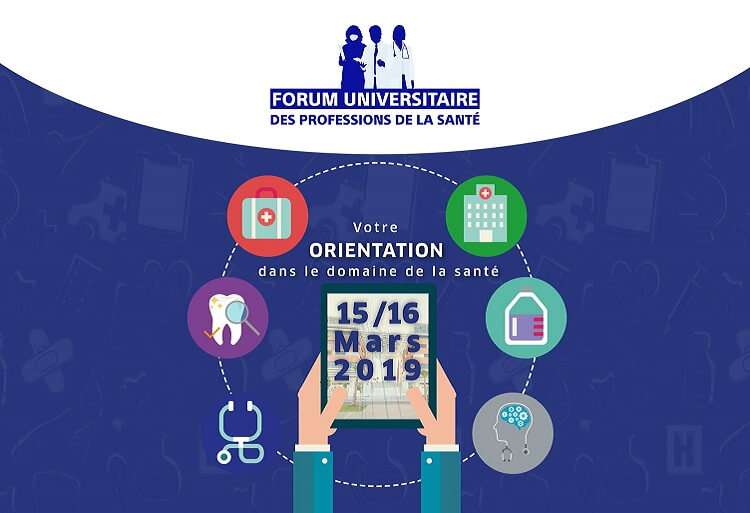 FORUM UNIVERSITAIRE
DES PROFESSIONS DE LA SANTÉ
Votre
ORIENTATION
dans le domaine de la santé
15/16
Mars
2019
H